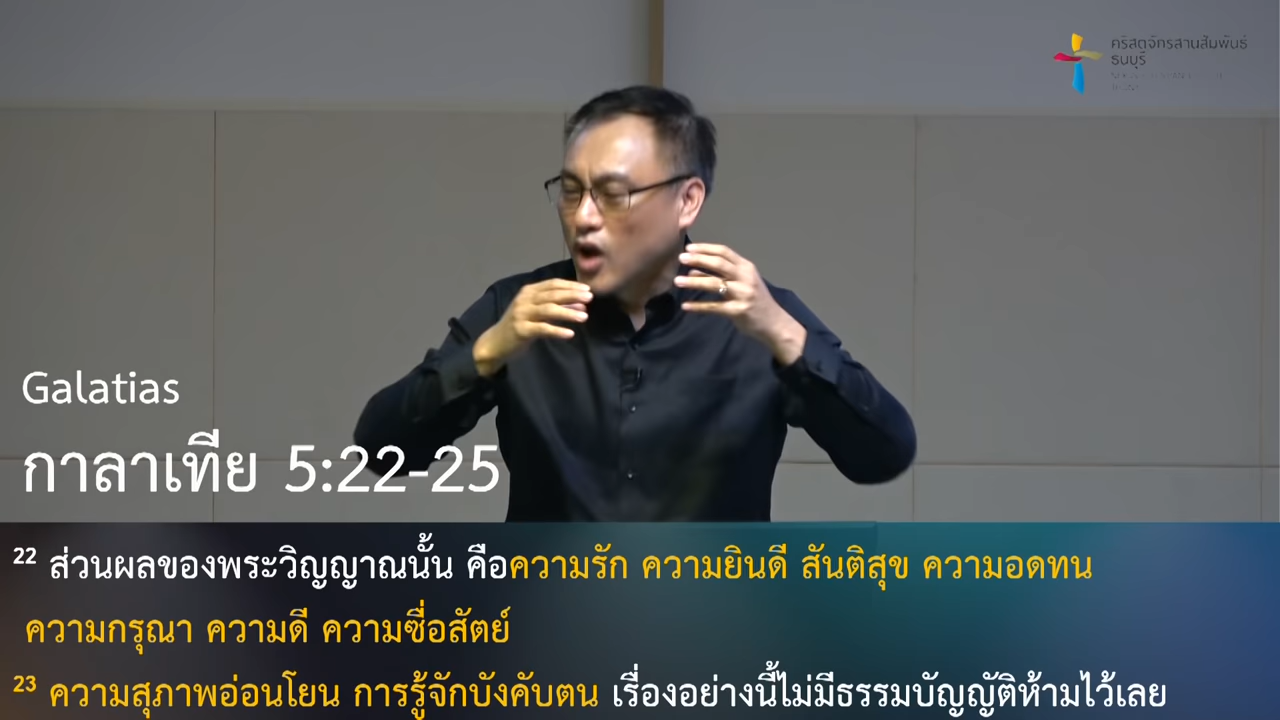 คริสตจักรสานสัมพันธ์
ธนบุรี
Galatias
กาลาเทีย 5:22-25
22 ส่วนผลของพระวิญญาณนั้น คือความรัก ความยินดี สันติสุข ความอดทน
ความกรุณา ความดี ความซื่อสัตย์
23 ความสุภาพอ่อนโยน การรู้จักบังคับตน เรื่องอย่างนี้ไม่มีธรรมบัญญัติห้ามไว้เลย